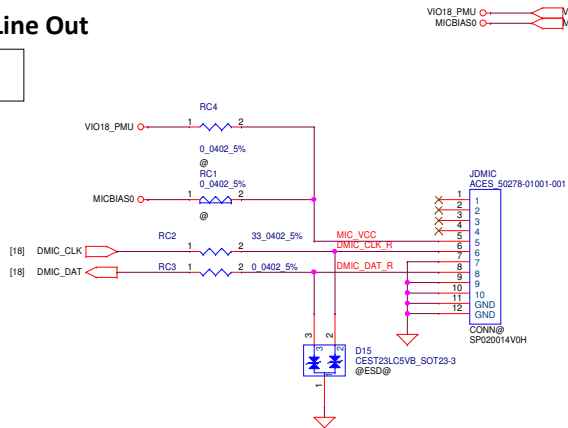 Line Out
VIO18_PMU
MICBIAS0
RC4
VIO18_PMU 1 2
0_0402_5%
@
RC1
0_0402_5%
MICBIAS0 1 2
@
JDMIC
ACES_50278-01001-001
1 1
2 2
3 3
4 4
MIC_VCC 5 5
[18] DMIC_CLK RC2 1 2 33_0402_5% DMIC_CLK_R 6 6
7 7
[18] DMIC_DAT RC3 1 2 0_0402_5% DMIC_DAT_R 8 8
9 9
10 10
11 GND
12 GND
CONN@
SP020014V0H
3 2
3 2
D15
CEST23LC5VB_SOT23-3
@ESD@
1
1